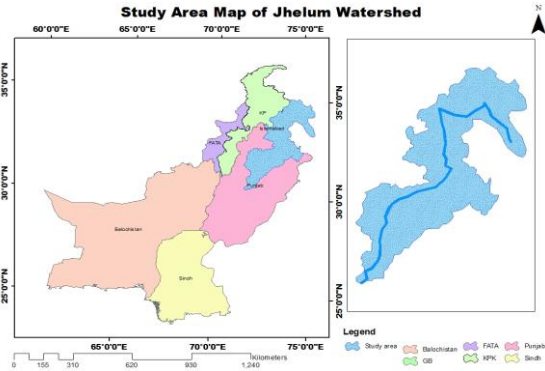 Study Area Map of Jhelum Watershed
N
60°0'0"E 65°0'0"E 70°0'0"E 75°0'0"E
35°0'0"N
30°0'0"N
25°0'0"N
KP
Islamabad
FATA
Punjab
Balochistan
Sindh
35°0'0"N
30°0'0"N
25°0'0"N
65°0'0"E 70°0'0"E 75°0'0"E
Kilometers
0 155 310 620 930 1,240
Legend
Study area Balochistan FATA Punjab
GB KPK Sindh